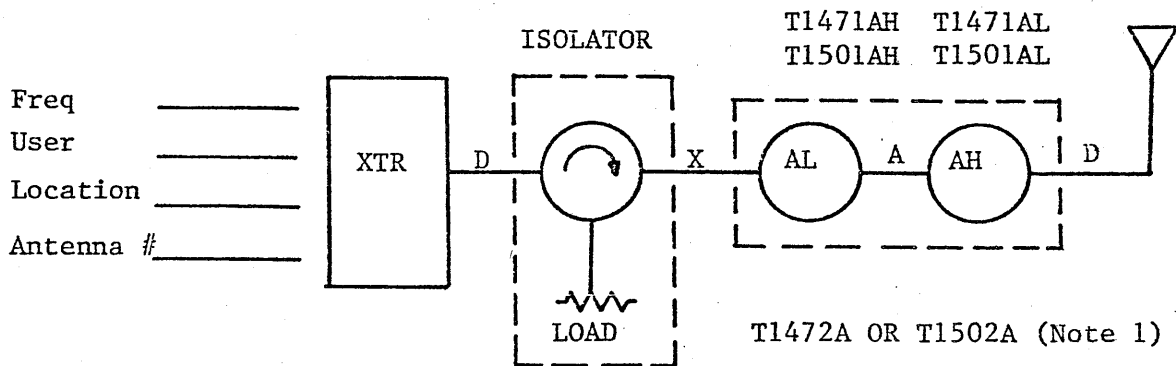 T1471AH T1471AL
ISOLATOR
T1501AH T1501AL
Freq
User
XTR
D
X
AL
A
AH
D
Location
Antenna #
LOAD
T1472A OR T1502A (Note 1)